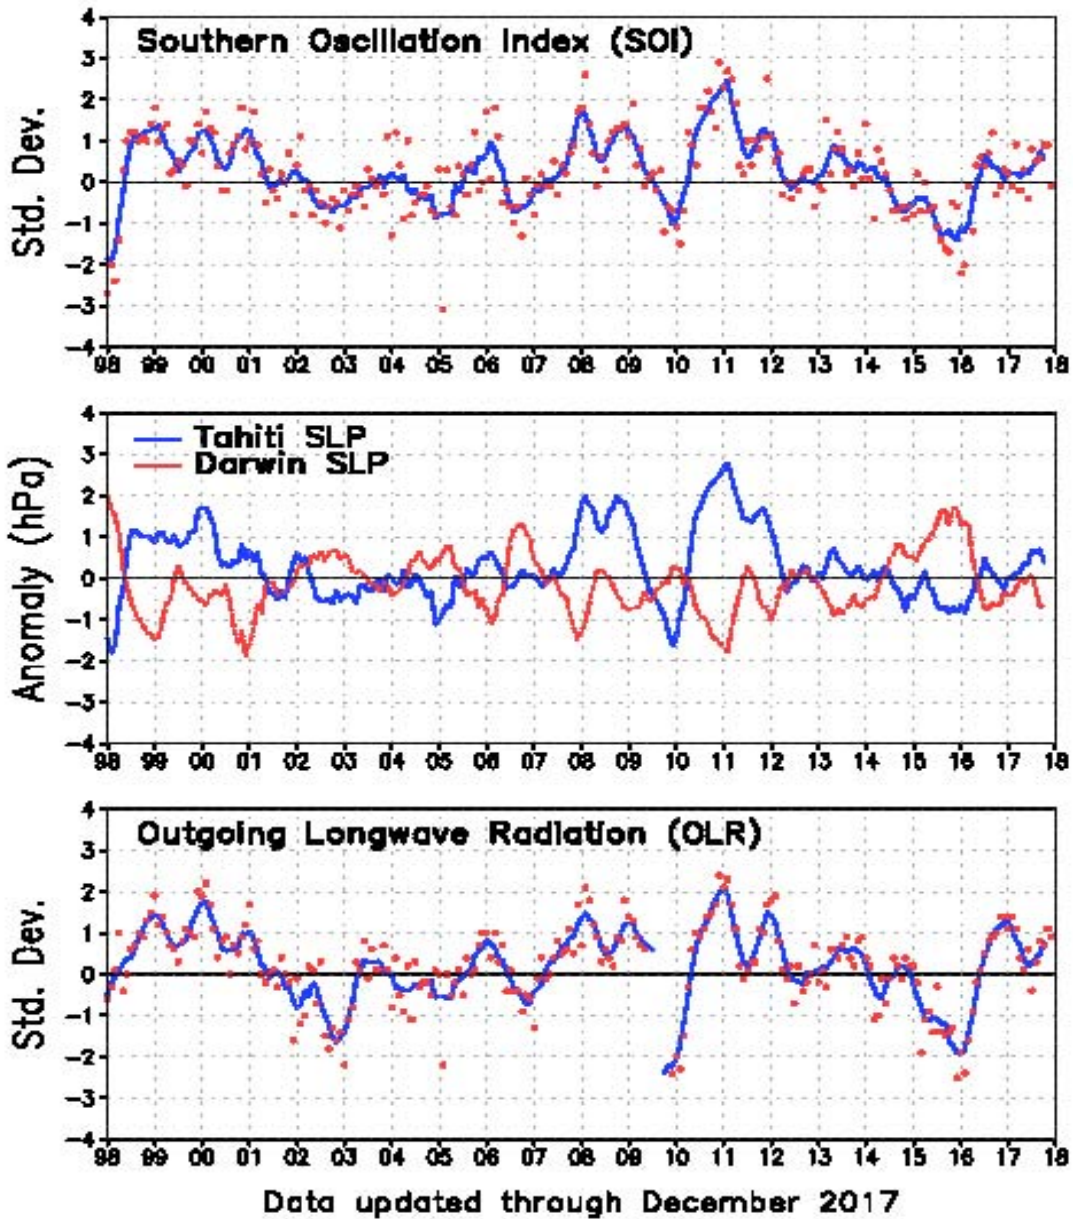 Southern Oscillation Index (SOI)
Std. Dev.
4
3
2
1
0
−1
−2
−3
−4
98 99 00 01 02 03 04 05 06 07 08 09 10 11 12 13 14 15 16 17 18
Tahiti SLP
Darwin SLP
Anomaly (hPa)
4
3
2
1
0
−1
−2
−3
−4
98 99 00 01 02 03 04 05 06 07 08 09 10 11 12 13 14 15 16 17 18
Outgoing Longwave Radiation (OLR)
Std. Dev.
4
3
2
1
0
−1
−2
−3
−4
98 99 00 01 02 03 04 05 06 07 08 09 10 11 12 13 14 15 16 17 18
Data updated through December 2017